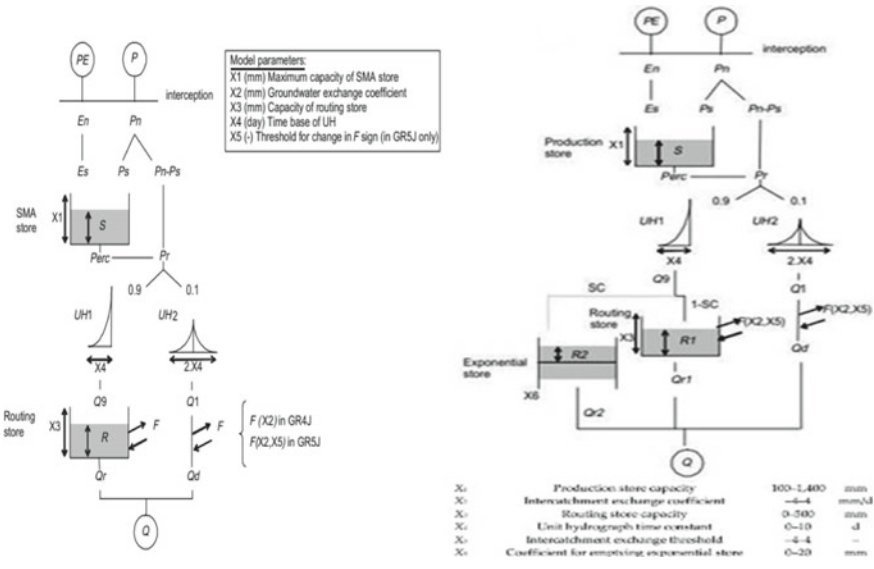 PE P
interception
En Pn
Es Ps Pn-Ps
SMA store X1 S
Perc Pr
0.9 0.1
UH1 UH2
X4 2.X4
Q9 Q1
Routing store X3 R F F
Qr Qd
Q
F (X2) in GR4J
F(X2,X5) in GR5J
Model parameters:
X1 (mm) Maximum capacity of SMA store
X2 (mm) Groundwater exchange coefficient
X3 (mm) Capacity of routing store
X4 (day) Time base of UH
X5 (-) Threshold for change in F sign (in GR5J only)
PE P
interception
En Pn
Es Ps Pn-Ps
Production store X1 S
Perc Pr
0.9 0.1
UH1 UH2
X4 2.X4
Q9 Q1
SC 1-SC
Routing store X3 R1 F(X2,X5) F(X2,X5)
Exponential store R2 X6
Qr1 Qd
Qr2
Q
Production store capacity 100–1,400 mm
Intercatchment exchange coefficient −4–4 mm/d
Routing store capacity 0–500 mm
Unit hydrograph time constant 0–10 d
Intercatchment exchange threshold −4–4 –
Coefficient for emptying exponential store 0–20 mm